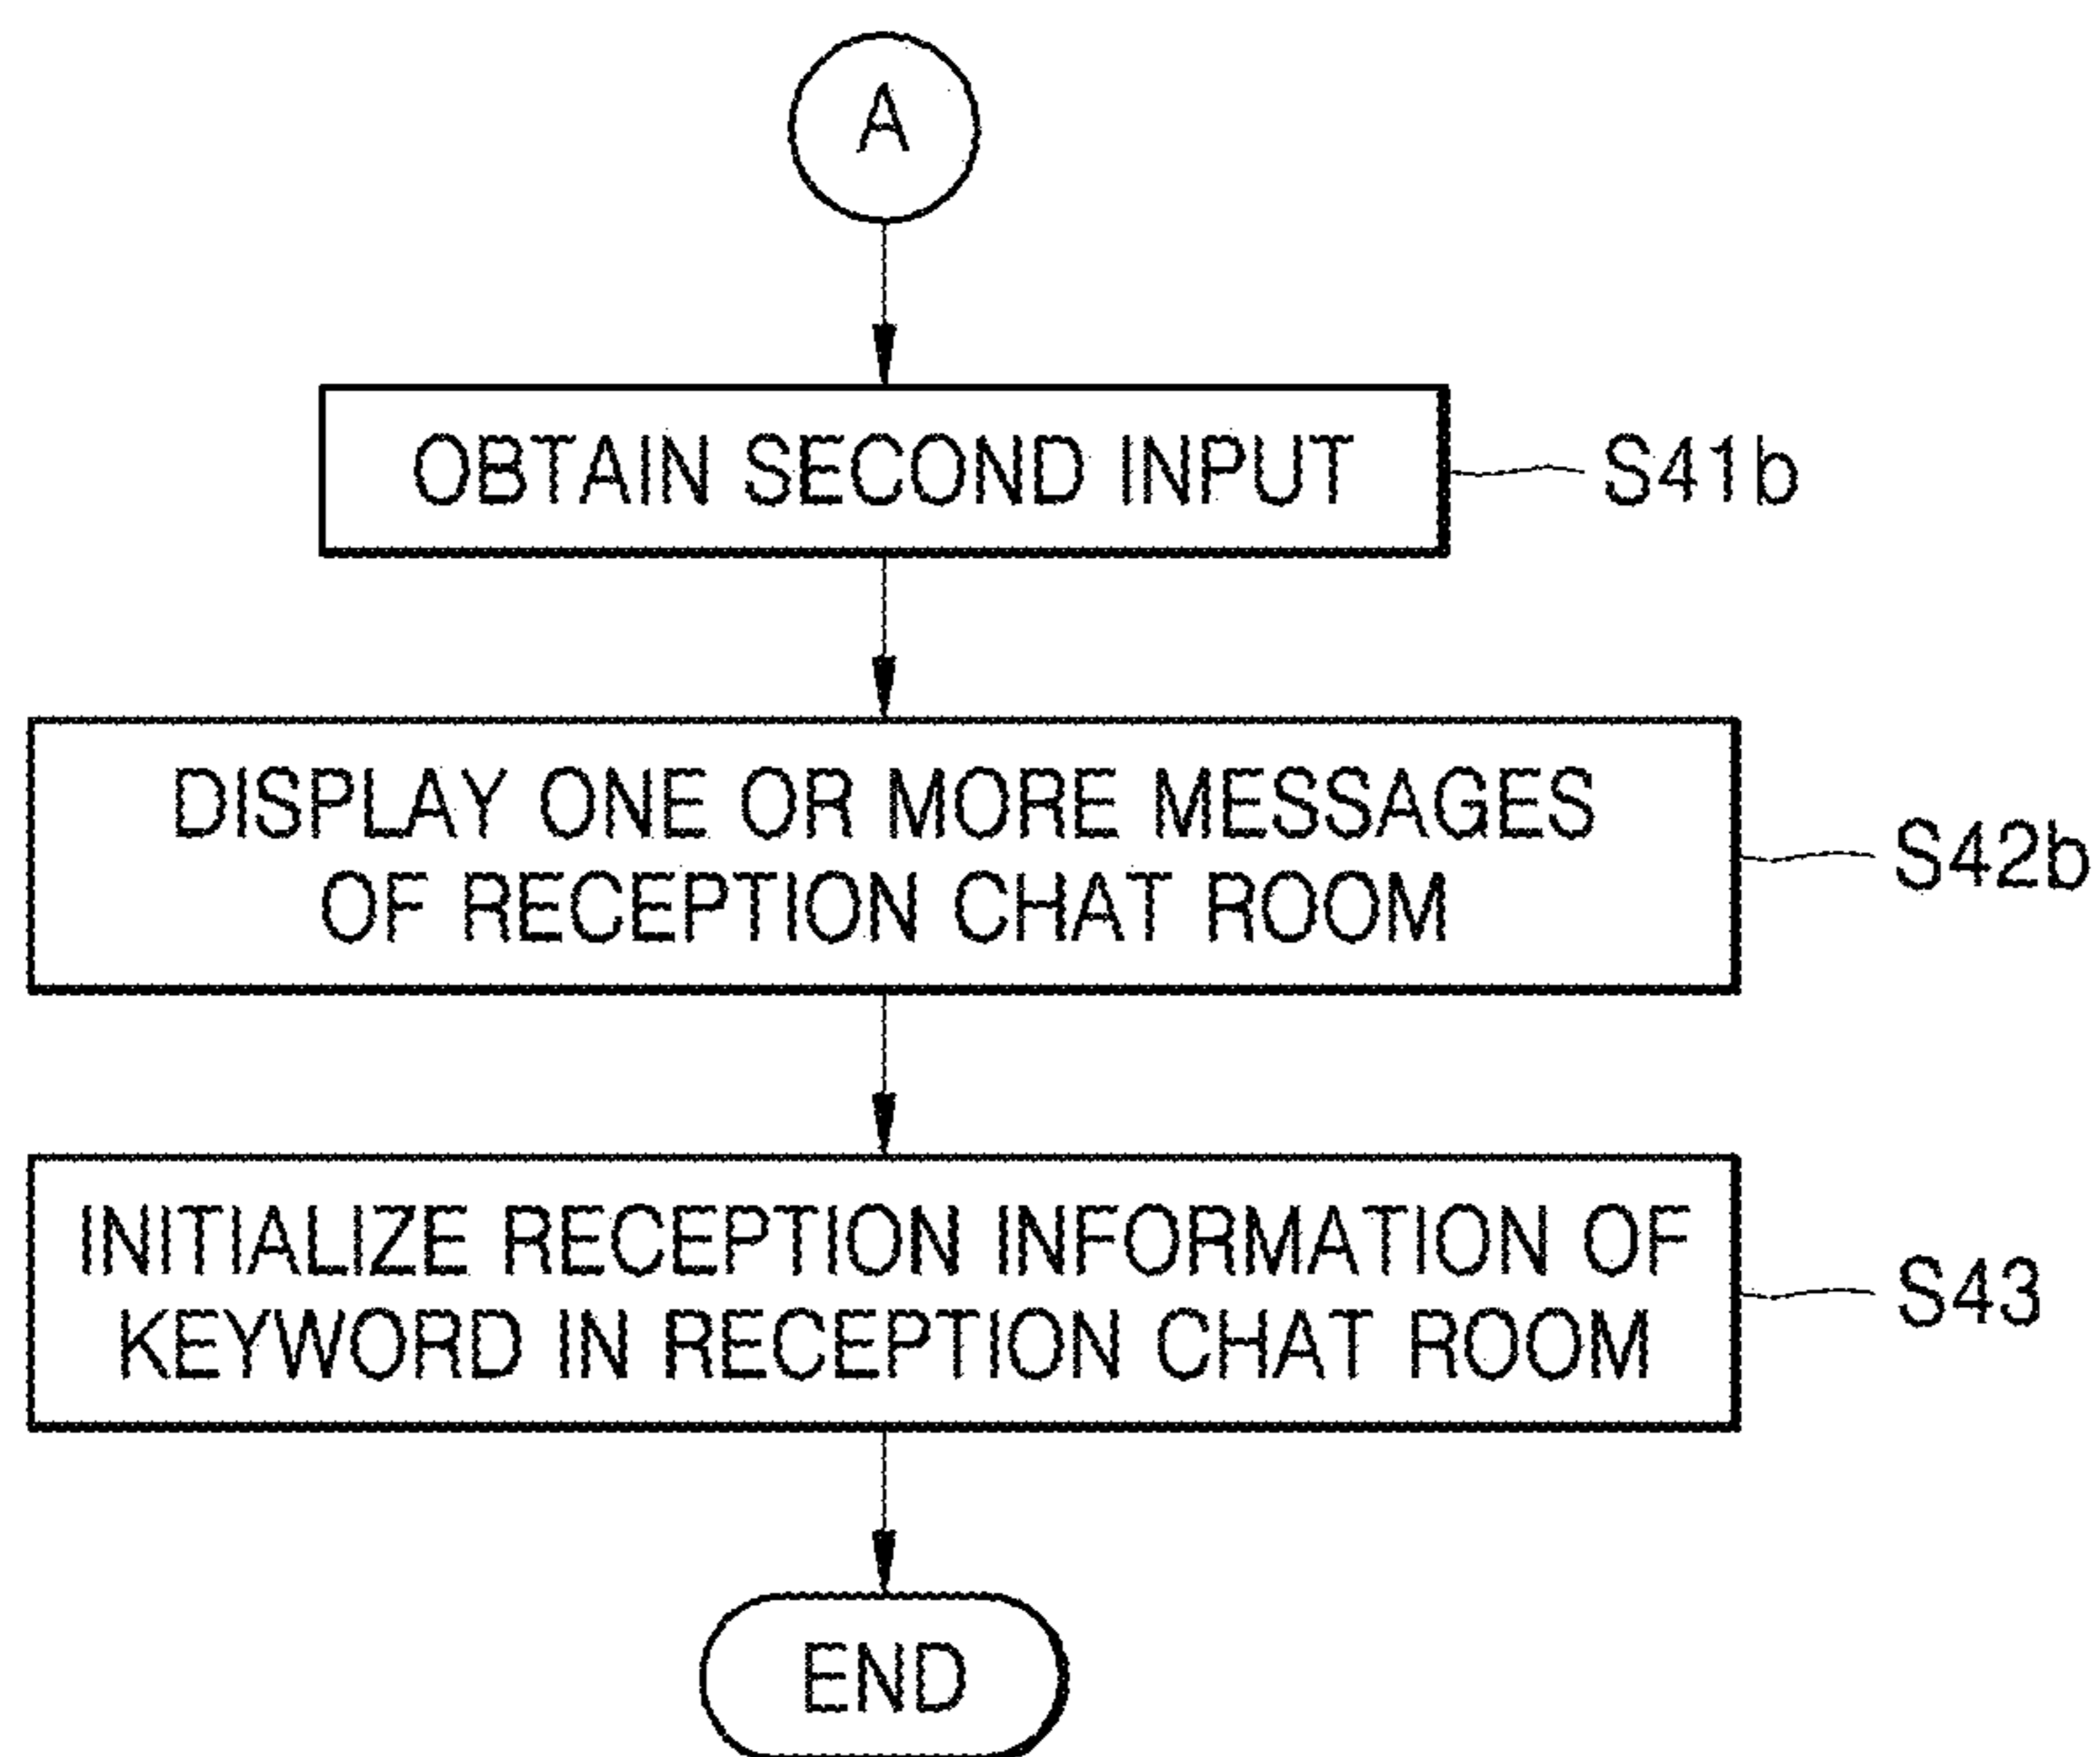 A
OBTAIN SECOND INPUT
S41b
DISPLAY ONE OR MORE MESSAGES
OF RECEPTION CHAT ROOM
S42b
INITIALIZE RECEPTION INFORMATION OF
KEYWORD IN RECEPTION CHAT ROOM
S43
END